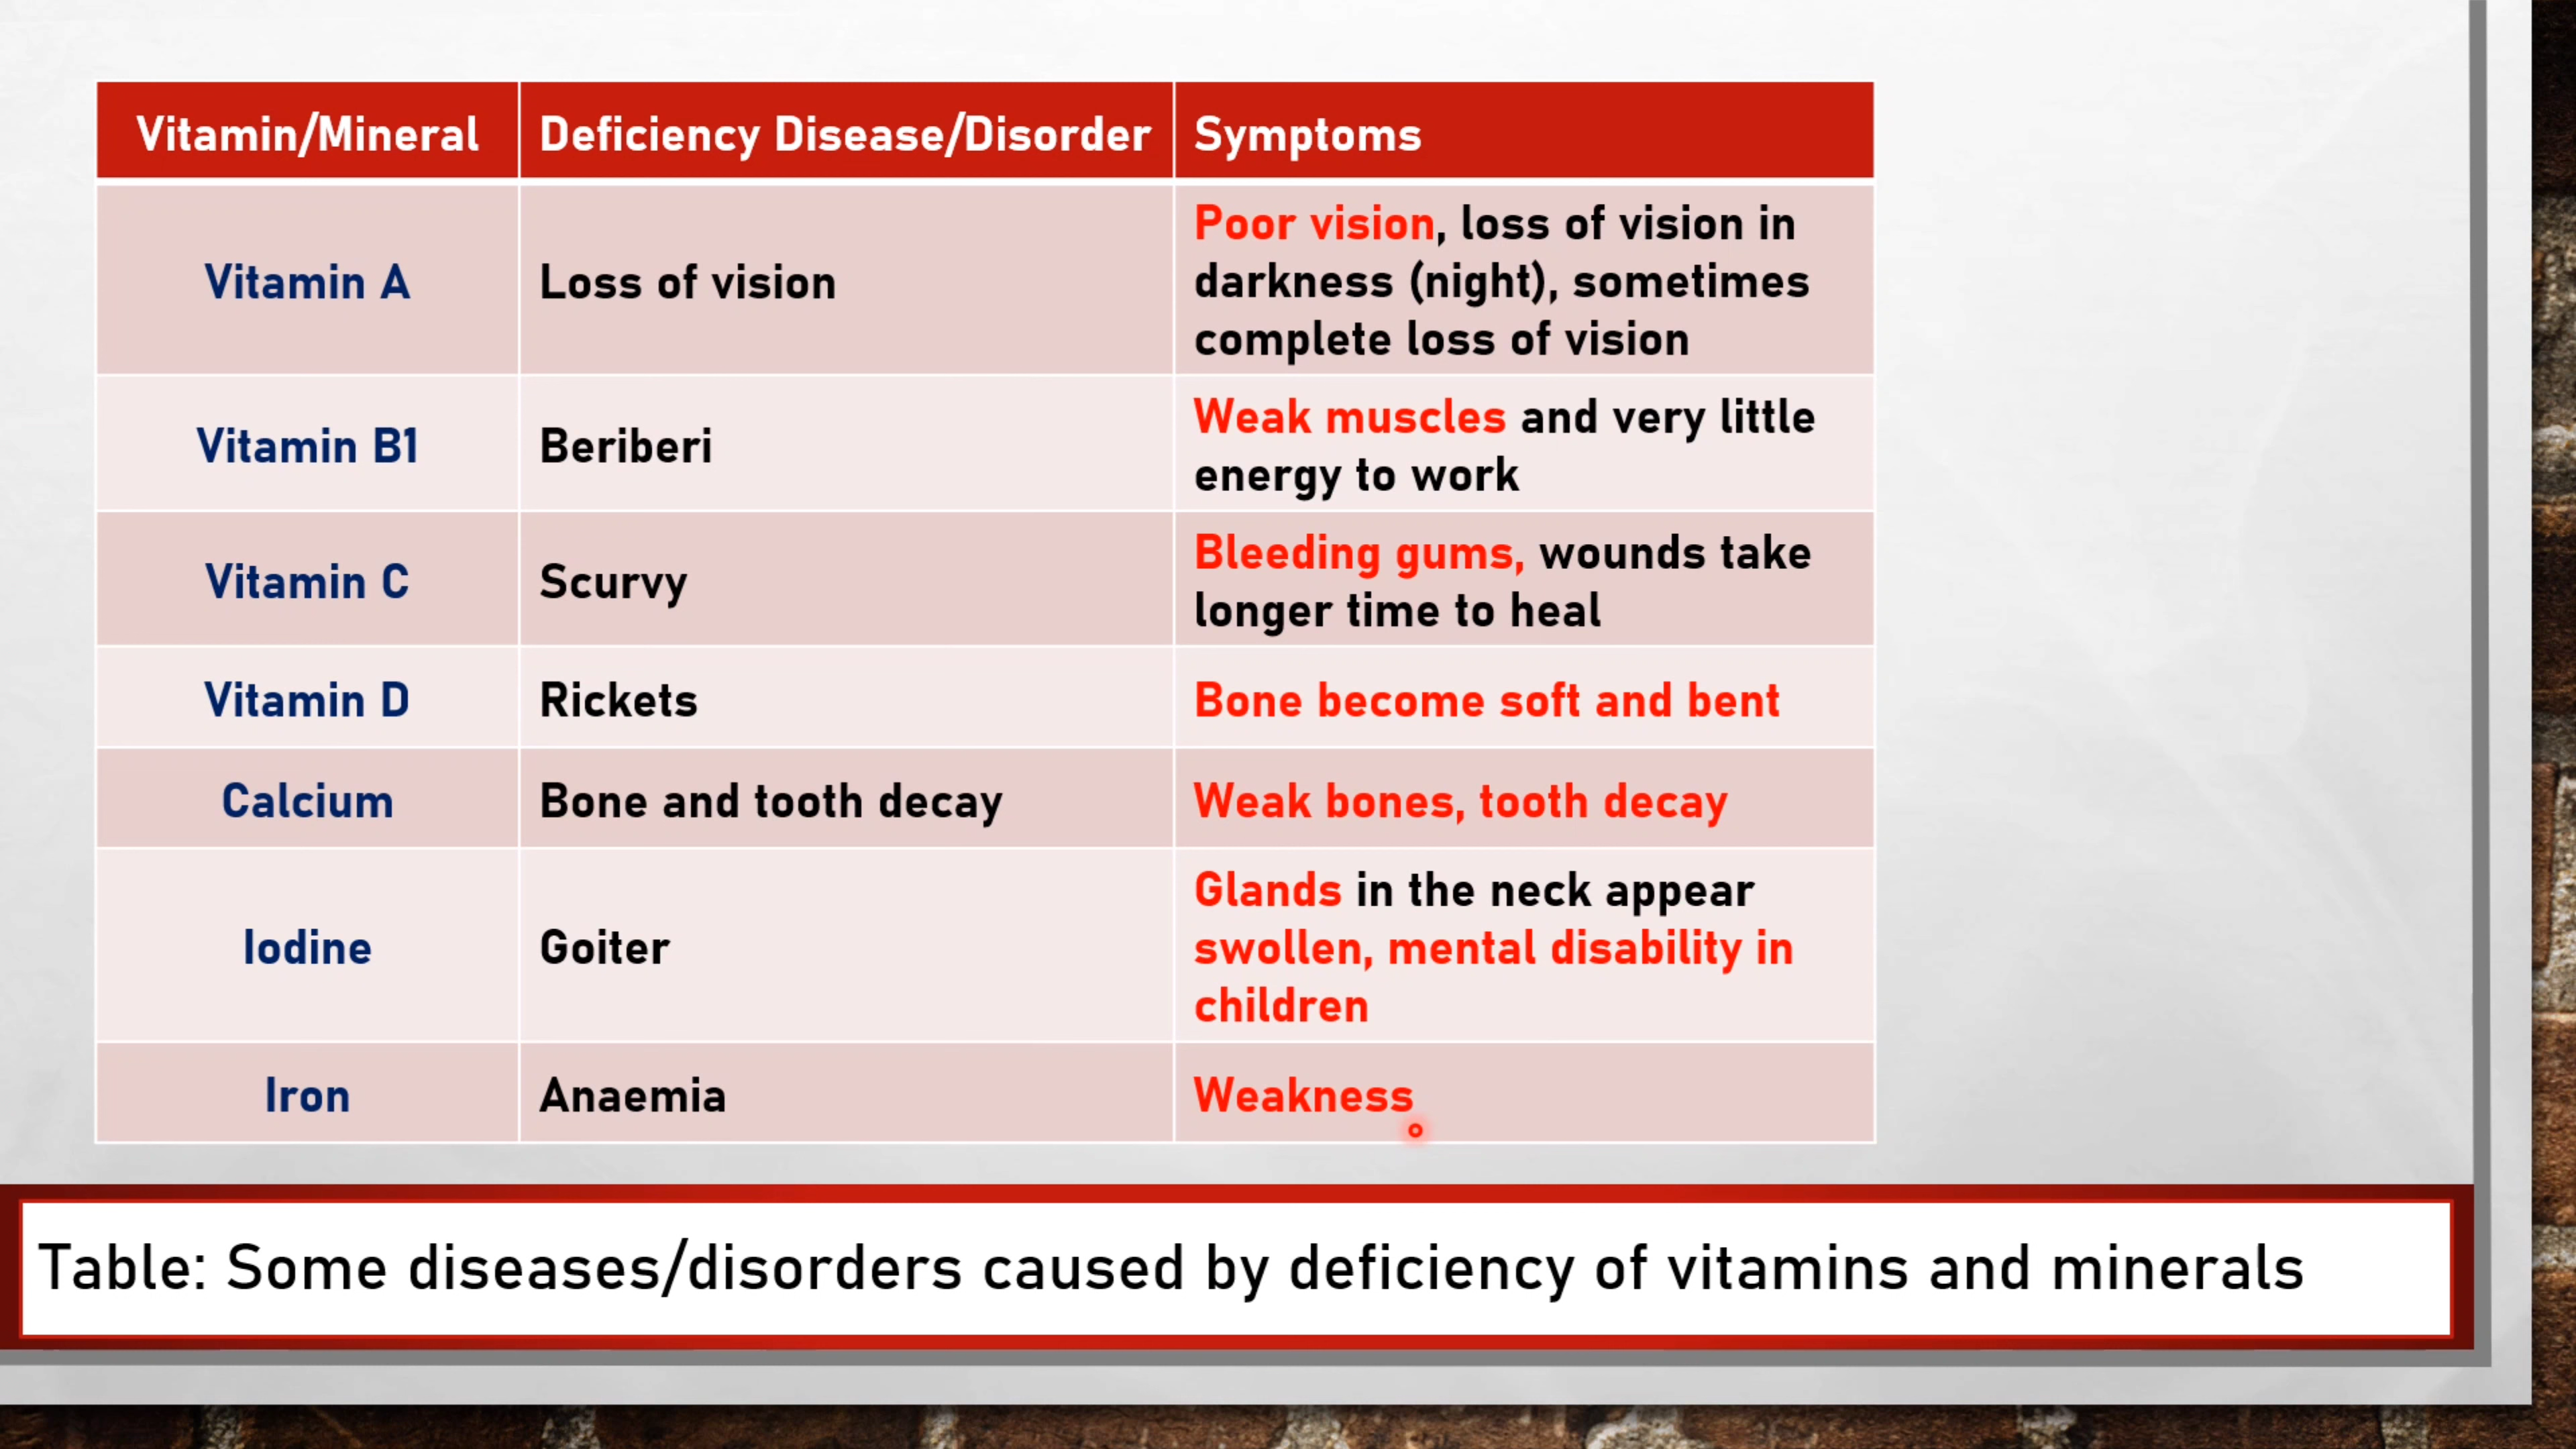 Vitamin/Mineral Deficiency Disease/Disorder Symptoms
Vitamin A
Loss of vision
Poor vision, loss of vision in
darkness (night), sometimes
complete loss of vision
Vitamin B1
Beriberi
Weak muscles and very little
energy to work
Vitamin C
Scurvy
Bleeding gums, wounds take
longer time to heal
Vitamin D
Rickets
Bone become soft and bent
Calcium
Bone and tooth decay
Weak bones, tooth decay
Iodine
Goiter
Glands in the neck appear
swollen, mental disability in
children
Iron
Anaemia
Weakness
Table: Some diseases/disorders caused by deficiency of vitamins and minerals